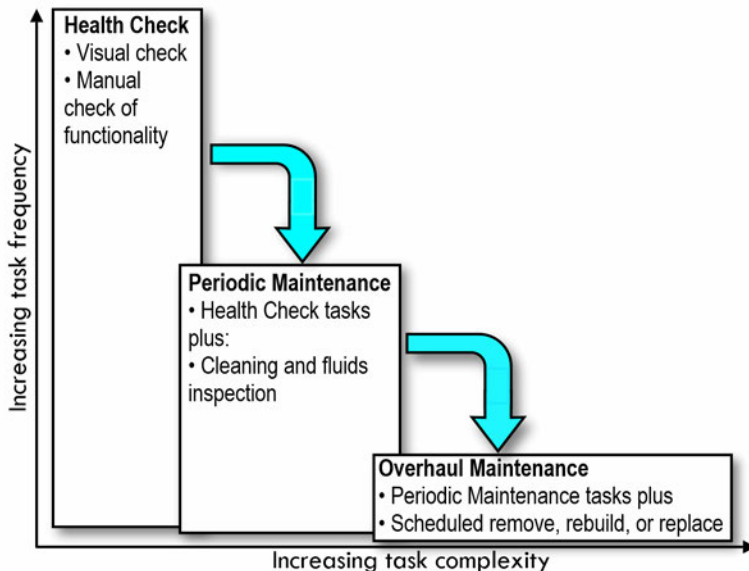 Health Check
• Visual check
• Manual
check of
functionality
Increasing task frequency
Periodic Maintenance
• Health Check tasks
plus:
• Cleaning and fluids
inspection
Overhaul Maintenance
• Periodic Maintenance tasks plus
• Scheduled remove, rebuild, or replace
Increasing task complexity